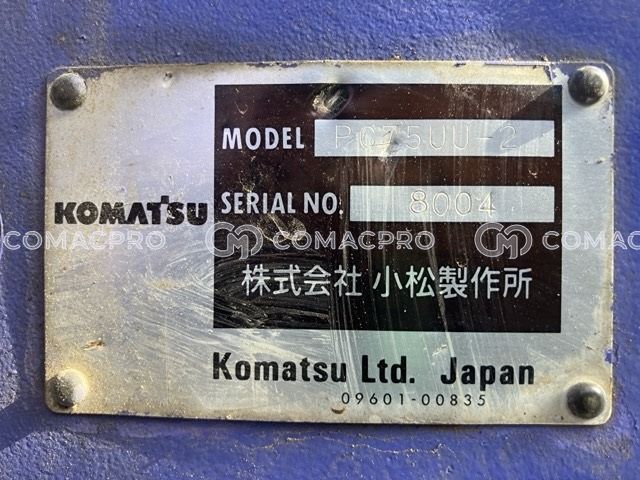 MODEL PC75UU-2
KOMATSU
SERIAL NO. 8004
COMACPRO COMACPRO COMACPRO
株式会社 小松製作所
Komatsu Ltd. Japan
09601-00835